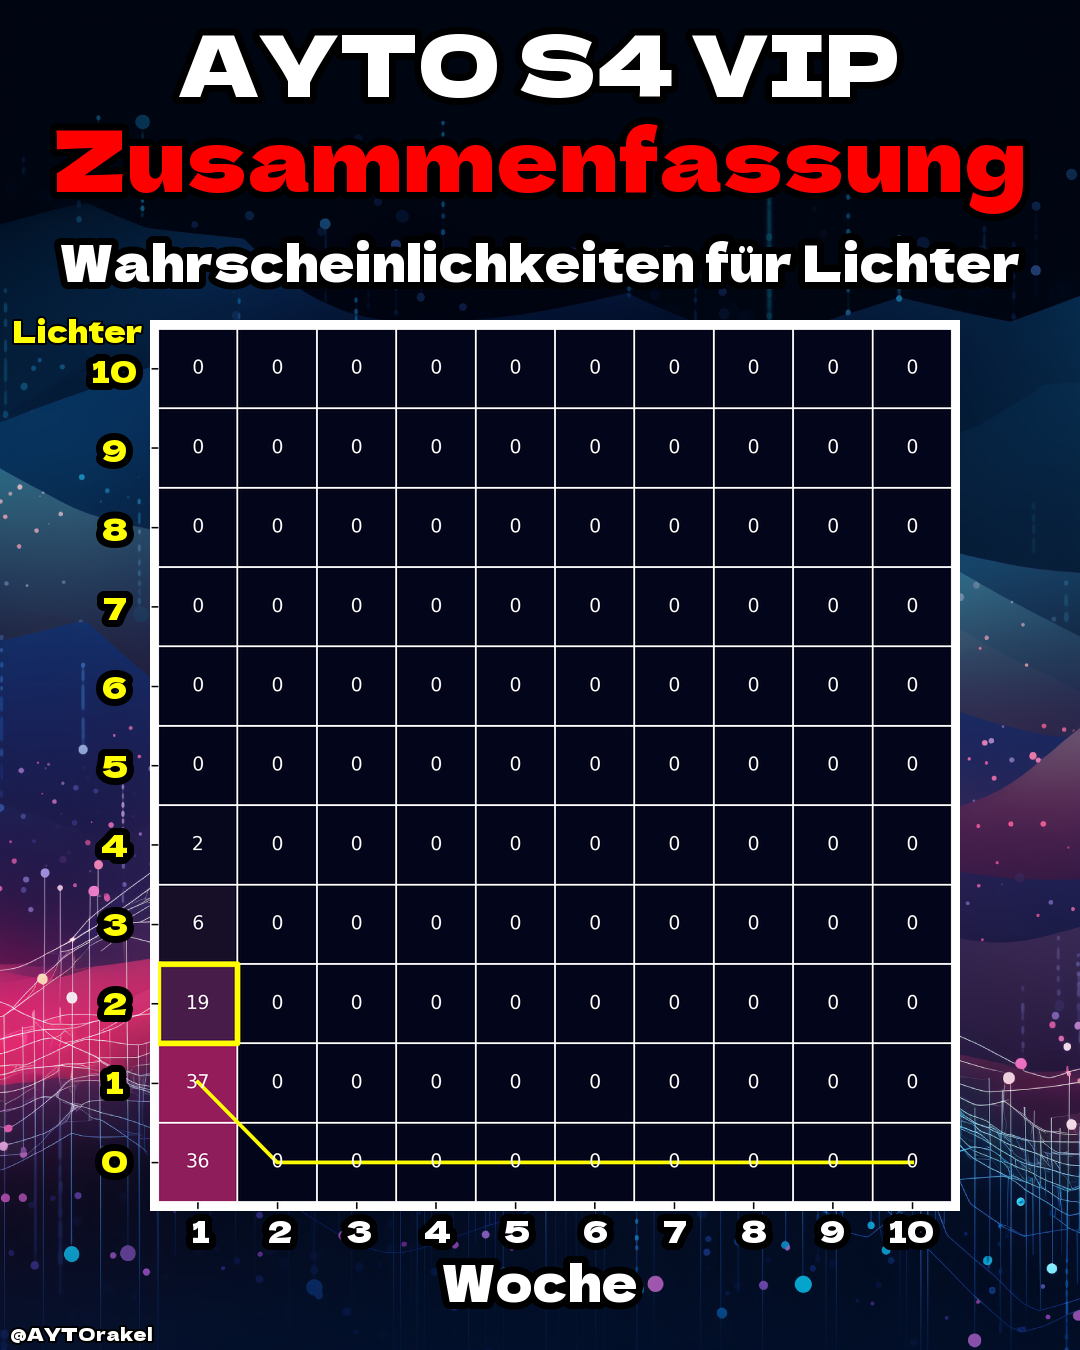 AYTO S4 VIP
Zusammenfassung
Wahrscheinlichkeiten für Lichter
Lichter
10 0 0 0 0 0 0 0 0 0 0
9 0 0 0 0 0 0 0 0 0 0
8 0 0 0 0 0 0 0 0 0 0
7 0 0 0 0 0 0 0 0 0 0
6 0 0 0 0 0 0 0 0 0 0
5 0 0 0 0 0 0 0 0 0 0
4 2 0 0 0 0 0 0 0 0 0
3 6 0 0 0 0 0 0 0 0 0
2 19 0 0 0 0 0 0 0 0 0
1 37 0 0 0 0 0 0 0 0 0
0 36 0 0 0 0 0 0 0 0 0
1 2 3 4 5 6 7 8 9 10
Woche
@AYTOrakel